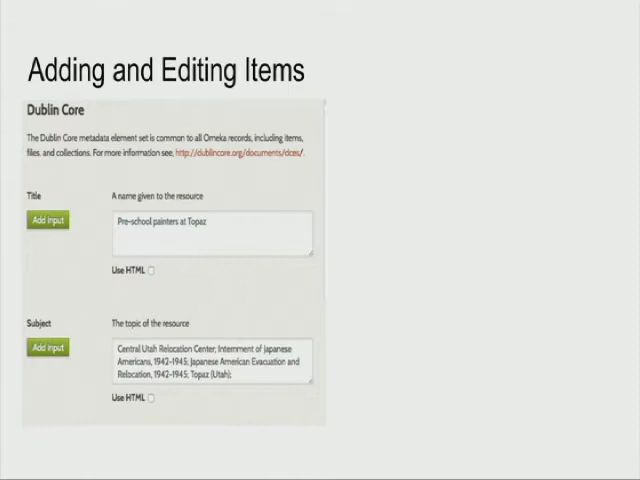 Adding and Editing Items
Dublin Core
The Dublin Core metadata element set is common to all Omeka records, including items,
files, and collections. For more information see, http://dublincore.org/documents/dces/.
Title
A name given to the resource
Add input
Pre-school painters at Topaz
Use HTML
Subject
The topic of the resource
Add input
Central Utah Relocation Center; Internment of Japanese
Americans, 1942-1945; Japanese American Evacuation and
Relocation, 1942-1945; Topaz (Utah);
Use HTML